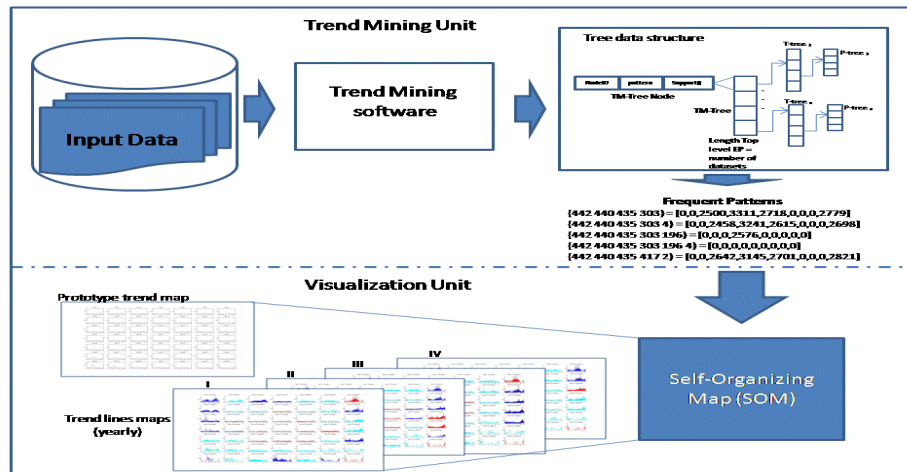 Trend Mining Unit
Input Data
Trend Mining
software
Tree data structure
NodeID pattern Support[]
TM-Tree Node
TM-Tree
T-tree
P-tree
T-tree
P-tree
Length Top
level EP =
number of
datasets
Frequent Patterns
{442 440 435 303} = [0,0,2500,3311,2718,0,0,0,2779]
{442 440 435 303 4} = [0,0,2458,3241,2615,0,0,0,2698]
{442 440 435 303 196} = [0,0,0,2576,0,0,0,0,0]
{442 440 435 303 196 4} = [0,0,0,0,0,0,0,0,0]
{442 440 435 417 2} = [0,0,2642,3145,2701,0,0,0,2821]
Visualization Unit
Prototype trend map
I
II
III
IV
Trend lines maps
(yearly)
Self-Organizing
Map (SOM)